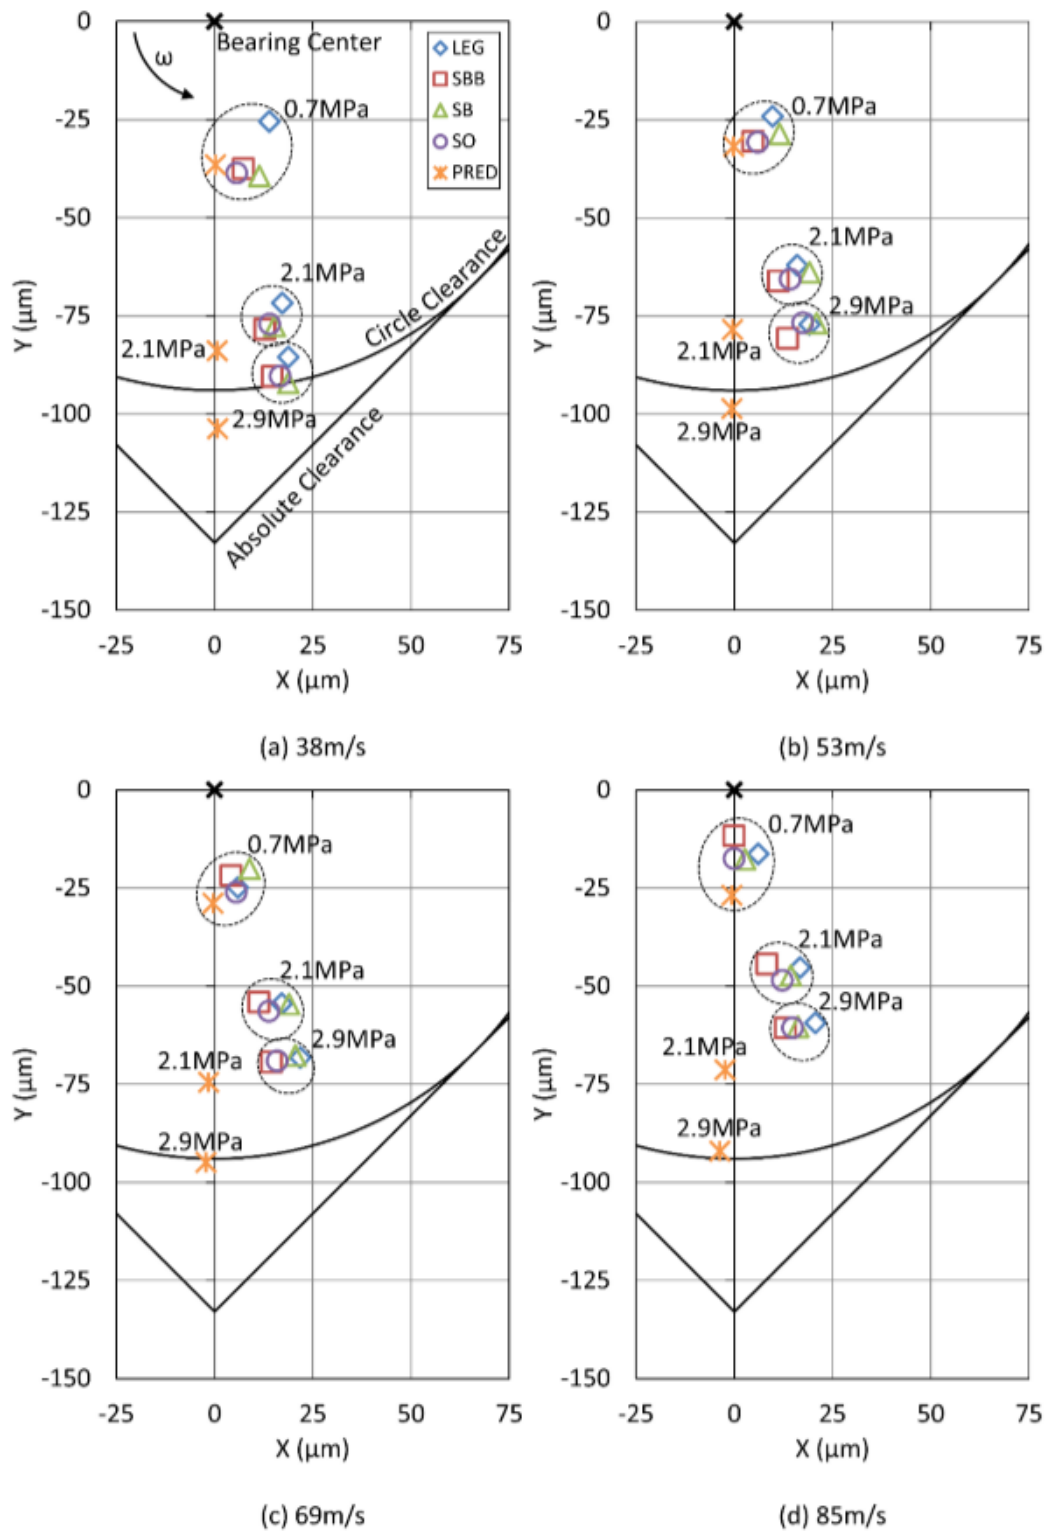 0
-25
-50
-75
-100
-125
-150
Y (μm)
ω
Bearing Center
0.7MPa
2.1MPa
2.1MPa
2.9MPa
Circle Clearance
Absolute Clearance
LEG
SBB
SB
SO
PRED
-25
0
25
50
75
X (μm)
(a) 38m/s
0
-25
-50
-75
-100
-125
-150
Y (μm)
0.7MPa
2.1MPa
2.9MPa
2.1MPa
2.9MPa
-25
0
25
50
75
X (μm)
(b) 53m/s
0
-25
-50
-75
-100
-125
-150
Y (μm)
0.7MPa
2.1MPa
2.9MPa
2.1MPa
2.9MPa
-25
0
25
50
75
X (μm)
(c) 69m/s
0
-25
-50
-75
-100
-125
-150
Y (μm)
0.7MPa
2.1MPa
2.9MPa
2.1MPa
2.9MPa
-25
0
25
50
75
X (μm)
(d) 85m/s